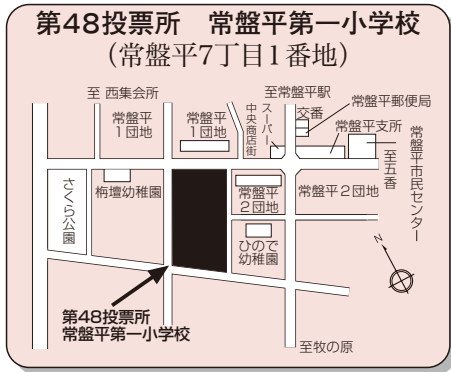 第48投票所 常盤平第一小学校
(常盤平7丁目1番地)
至 西集会所
至常盤平駅
常盤平
1団地
常盤平
1団地
中央商店街
スーパー
交番
常盤平郵便局
常盤平支所
常盤平市民センター
至五香
さくら公園
栴壇幼稚園
常盤平
2団地
常盤平2団地
ひので
幼稚園
N
第48投票所
常盤平第一小学校
至牧の原